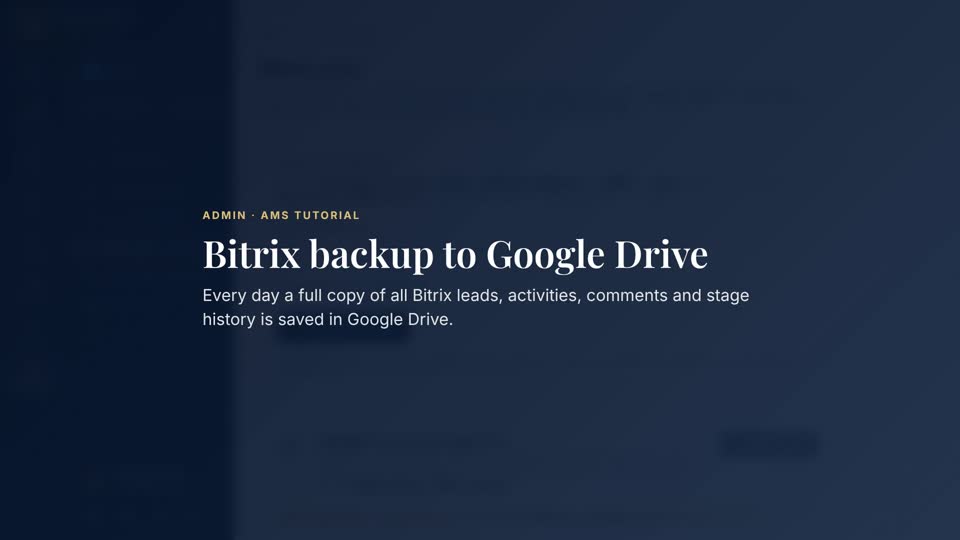 ADMIN · AMS TUTORIAL
Bitrix backup to Google Drive
Every day a full copy of all Bitrix leads, activities, comments and stage
history is saved in Google Drive.